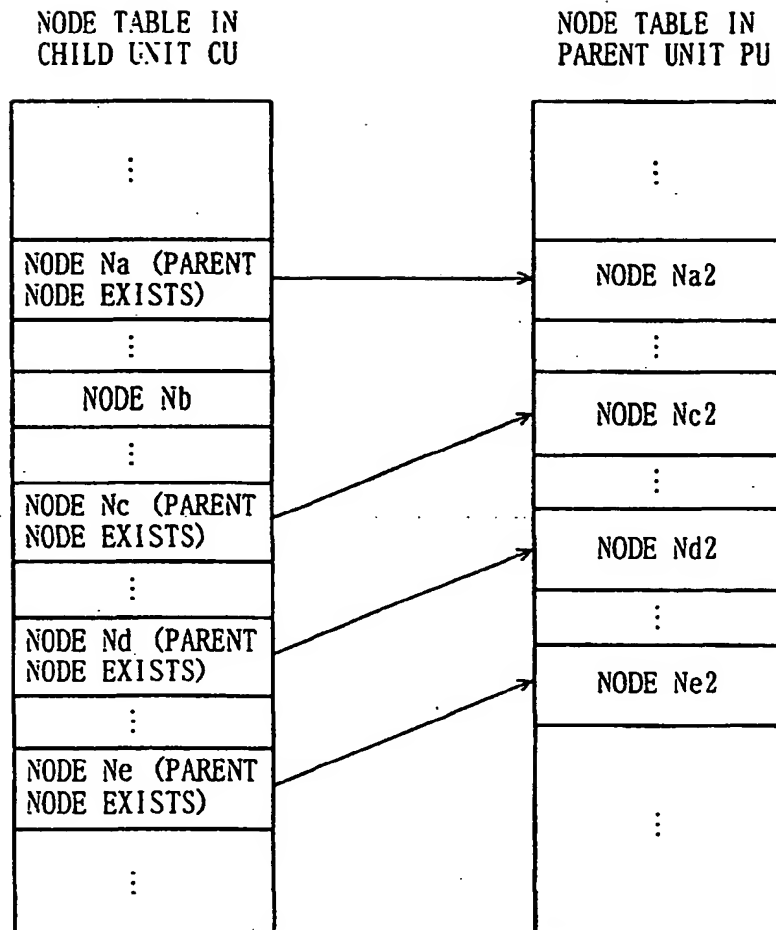 NODE TABLE IN
CHILD UNIT CU
NODE TABLE IN
PARENT UNIT PU
⋮
NODE Na (PARENT
NODE EXISTS)
⋮
NODE Nb
⋮
NODE Nc (PARENT
NODE EXISTS)
⋮
NODE Nd (PARENT
NODE EXISTS)
⋮
NODE Ne (PARENT
NODE EXISTS)
⋮
⋮
NODE Na2
⋮
NODE Nc2
⋮
NODE Nd2
⋮
NODE Ne2
⋮